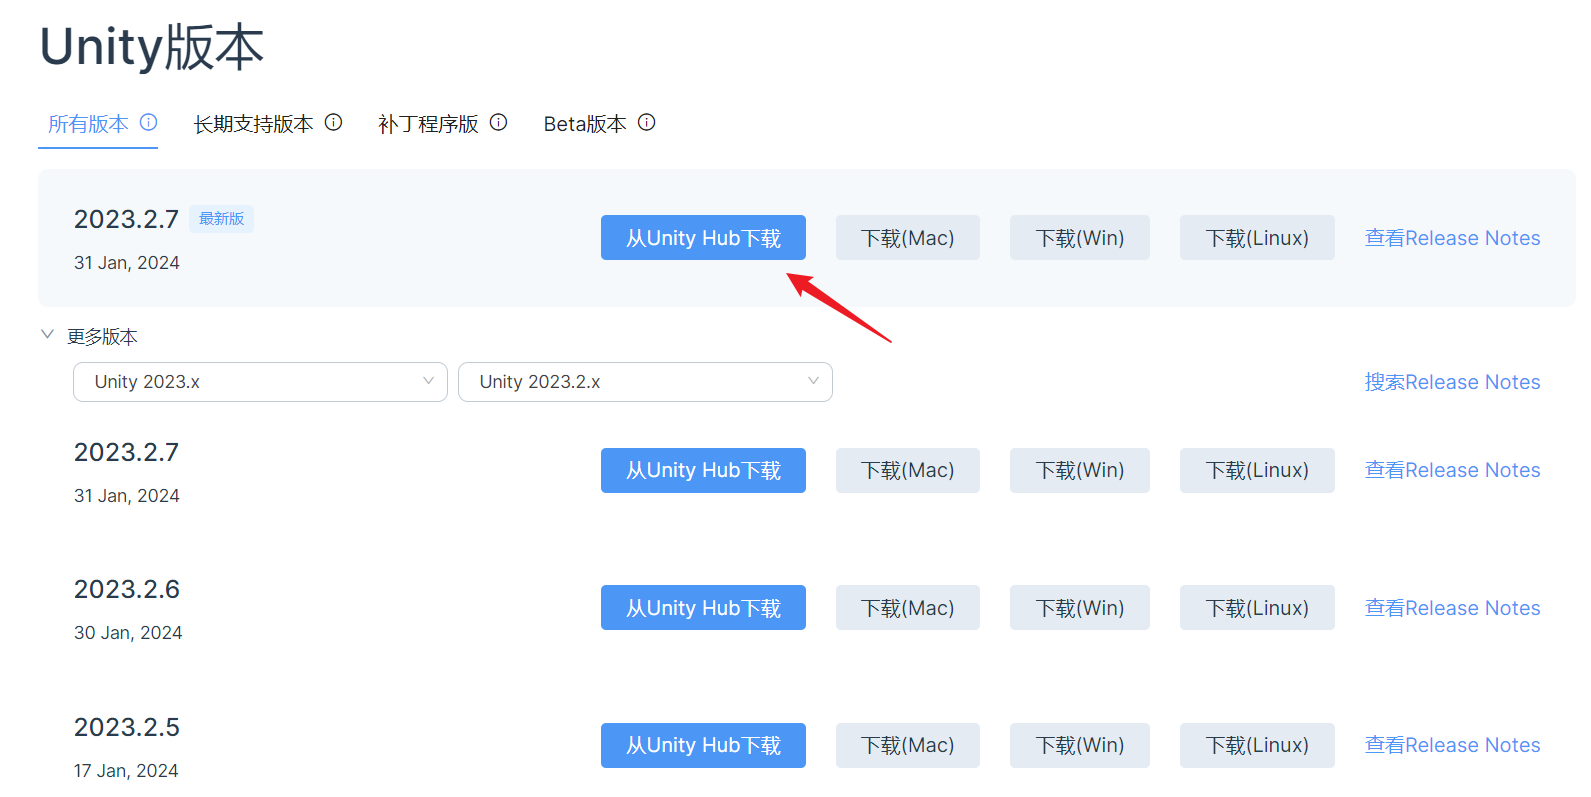 Unity版本
所有版本 长期支持版本 补丁程序版 Beta版本
2023.2.7 最新版
31 Jan, 2024
从Unity Hub下载 下载(Mac) 下载(Win) 下载(Linux) 查看Release Notes
更多版本
Unity 2023.x Unity 2023.2.x 搜索Release Notes
2023.2.7
31 Jan, 2024
从Unity Hub下载 下载(Mac) 下载(Win) 下载(Linux) 查看Release Notes
2023.2.6
30 Jan, 2024
从Unity Hub下载 下载(Mac) 下载(Win) 下载(Linux) 查看Release Notes
2023.2.5
17 Jan, 2024
从Unity Hub下载 下载(Mac) 下载(Win) 下载(Linux) 查看Release Notes